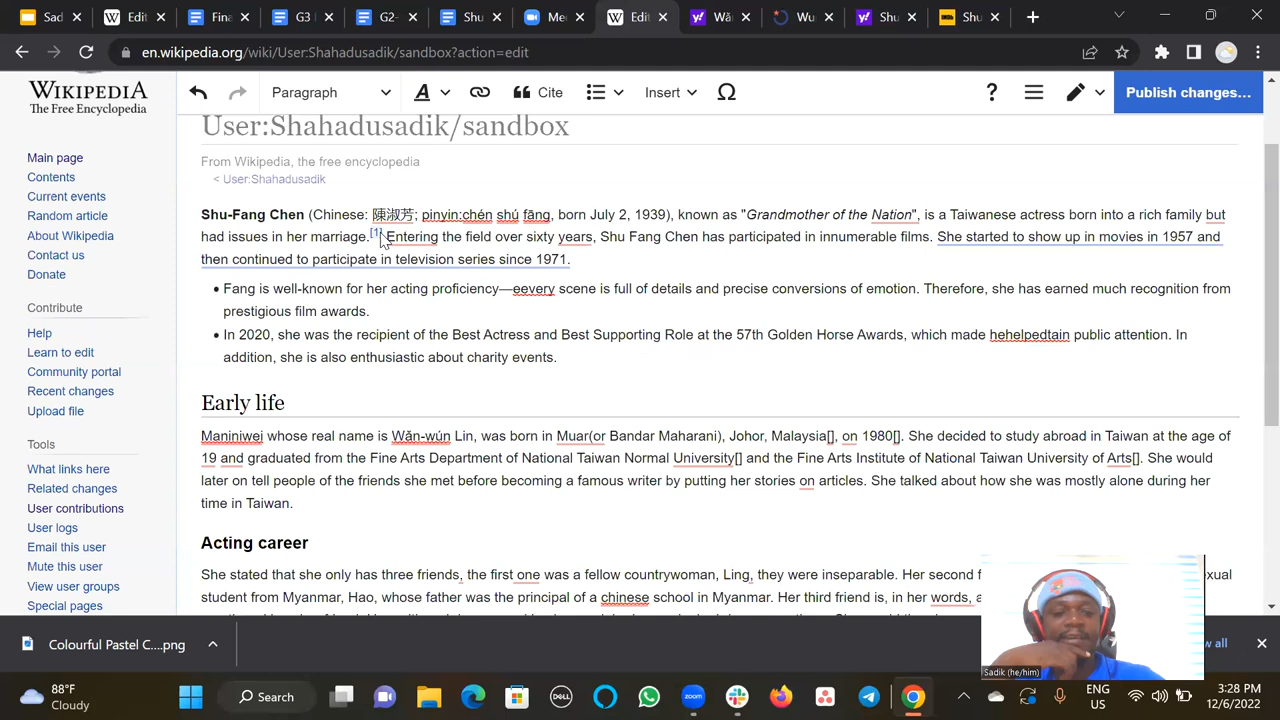 Sad
Edit
Fina
G3
G2-
Shu
Me
Edi
Wǎ
Wu
Shu
Shu
en.wikipedia.org/wiki/User:Shahadusadik/sandbox?action=edit
WIKIPEDIA
The Free Encyclopedia
Paragraph
A
Cite
Insert
Ω
?
Publish changes...
Main page
Contents
Current events
Random article
About Wikipedia
Contact us
Donate
Contribute
Help
Learn to edit
Community portal
Recent changes
Upload file
Tools
What links here
Related changes
User contributions
User logs
Email this user
Mute this user
View user groups
Special pages
User:Shahadusadik/sandbox
From Wikipedia, the free encyclopedia
< User:Shahadusadik
Shu-Fang Chen (Chinese: 陳淑芳; pinyin:chén shú fāng, born July 2, 1939), known as "Grandmother of the Nation", is a Taiwanese actress born into a rich family but
had issues in her marriage.[1] Entering the field over sixty years, Shu Fang Chen has participated in innumerable films. She started to show up in movies in 1957 and
then continued to participate in television series since 1971.
• Fang is well-known for her acting proficiency—eevery scene is full of details and precise conversions of emotion. Therefore, she has earned much recognition from
prestigious film awards.
• In 2020, she was the recipient of the Best Actress and Best Supporting Role at the 57th Golden Horse Awards, which made hehelpedtain public attention. In
addition, she is also enthusiastic about charity events.
Early life
Maniniwei whose real name is Wǎn-wún Lin, was born in Muar(or Bandar Maharani), Johor, Malaysia[], on 1980[]. She decided to study abroad in Taiwan at the age of
19 and graduated from the Fine Arts Department of National Taiwan Normal University[] and the Fine Arts Institute of National Taiwan University of Arts[]. She would
later on tell people of the friends she met before becoming a famous writer by putting her stories on articles. She talked about how she was mostly alone during her
time in Taiwan.
Acting career
She stated that she only has three friends, the first one was a fellow countrywoman, Ling, they were inseparable. Her second f
exual
student from Myanmar, Hao, whose father was the principal of a chinese school in Myanmar. Her third friend is, in her words, a
Sadik (he/him)
Colourful Pastel C....png
all
88°F
Cloudy
Search
DELL
zoom
ENG
US
3:28 PM
12/6/2022